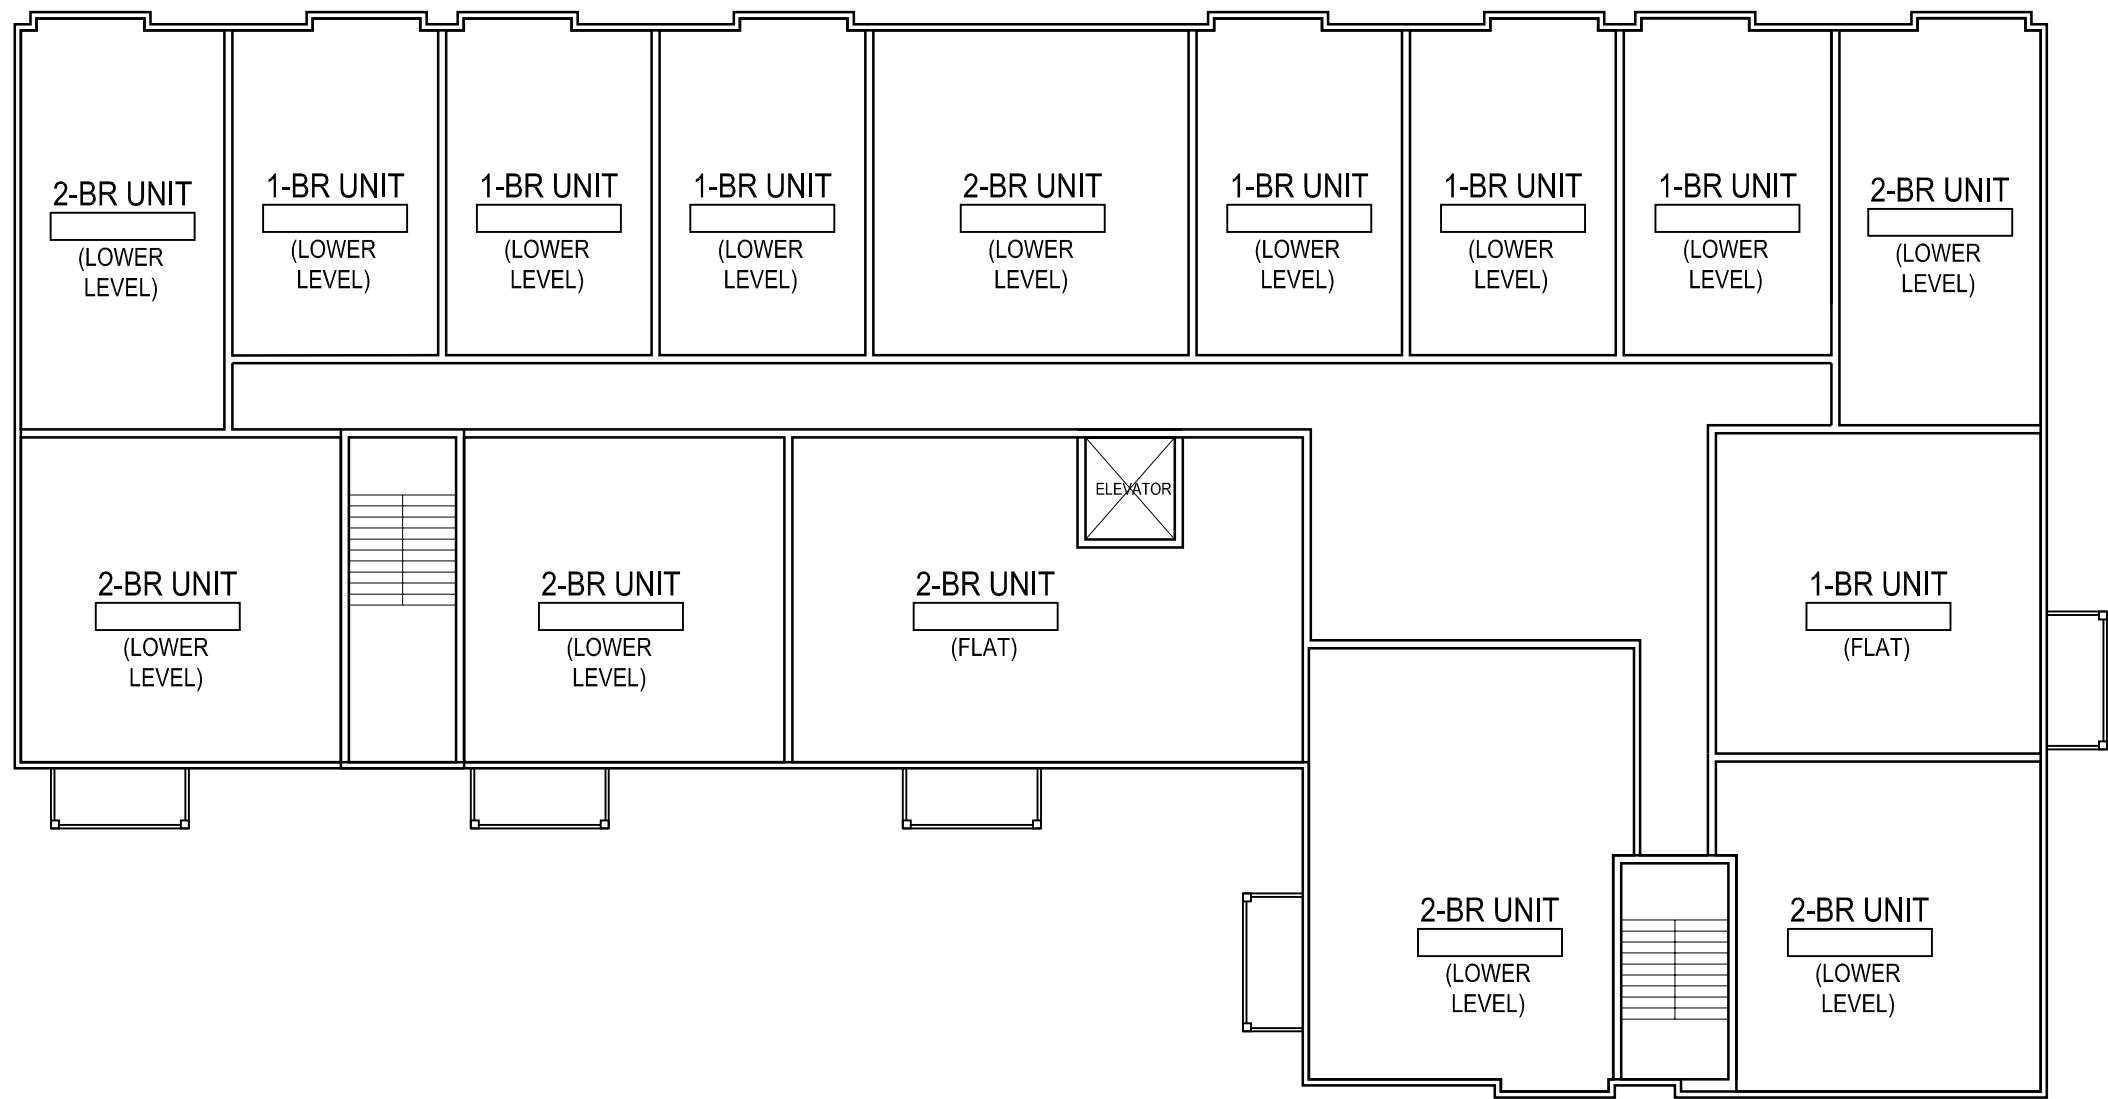 2-BR UNIT
(LOWER
LEVEL)
1-BR UNIT
(LOWER
LEVEL)
1-BR UNIT
(LOWER
LEVEL)
1-BR UNIT
(LOWER
LEVEL)
2-BR UNIT
(LOWER
LEVEL)
1-BR UNIT
(LOWER
LEVEL)
1-BR UNIT
(LOWER
LEVEL)
1-BR UNIT
(LOWER
LEVEL)
2-BR UNIT
(LOWER
LEVEL)
ELEVATOR
2-BR UNIT
(LOWER
LEVEL)
2-BR UNIT
(LOWER
LEVEL)
2-BR UNIT
(FLAT)
1-BR UNIT
(FLAT)
2-BR UNIT
(LOWER
LEVEL)
2-BR UNIT
(LOWER
LEVEL)